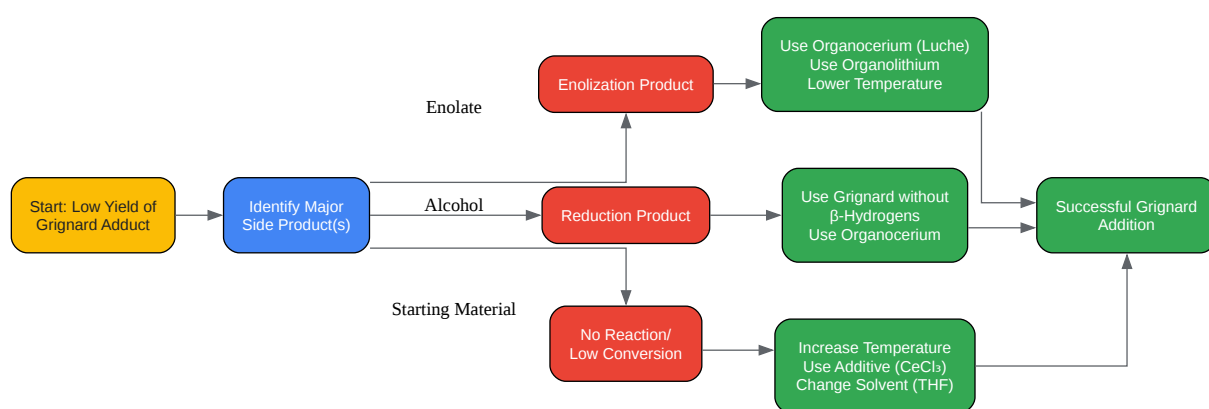 Start: Low Yield of
Grignard Adduct
Identify Major
Side Product(s)
Enolate
Enolization Product
Use Organocerium (Luche)
Use Organolithium
Lower Temperature
Alcohol
Reduction Product
Use Grignard without
β-Hydrogens
Use Organocerium
Starting Material
No Reaction/
Low Conversion
Increase Temperature
Use Additive (CeCl₃)
Change Solvent (THF)
Successful Grignard
Addition